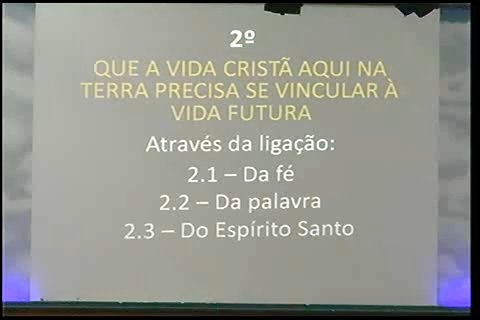 2º
QUE A VIDA CRISTÃ AQUI NA
TERRA PRECISA SE VINCULAR À
VIDA FUTURA
Através da ligação:
2.1 – Da fé
2.2 – Da palavra
2.3 – Do Espírito Santo